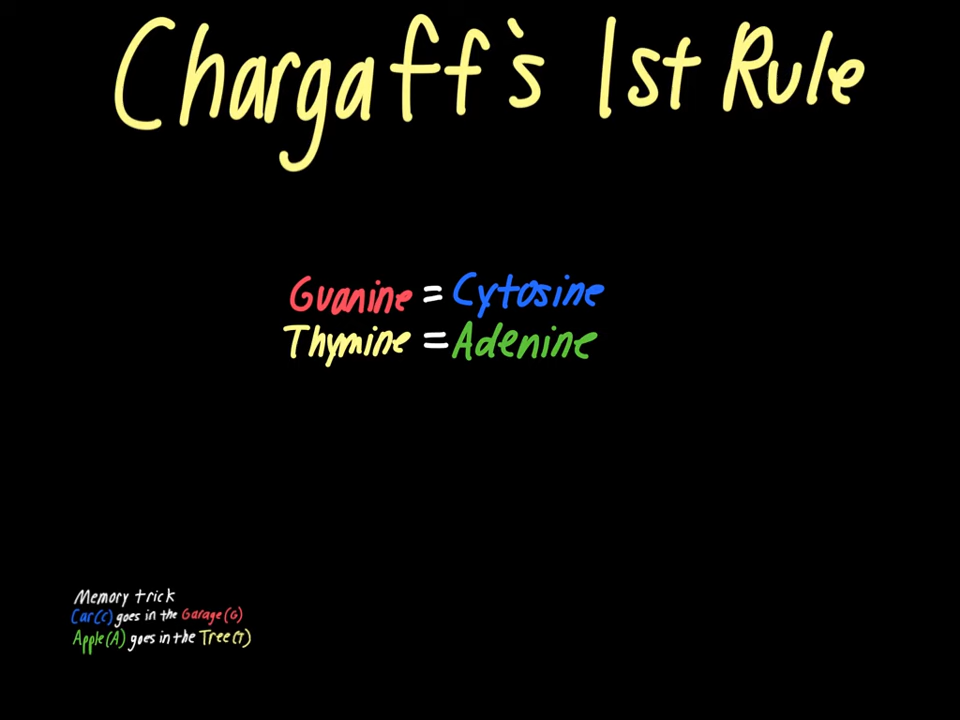 Chargaff's 1st Rule
Guanine = Cytosine
Thymine = Adenine
Memory trick
Car(C) goes in the Garage(G)
Apple(A) goes in the Tree(T)